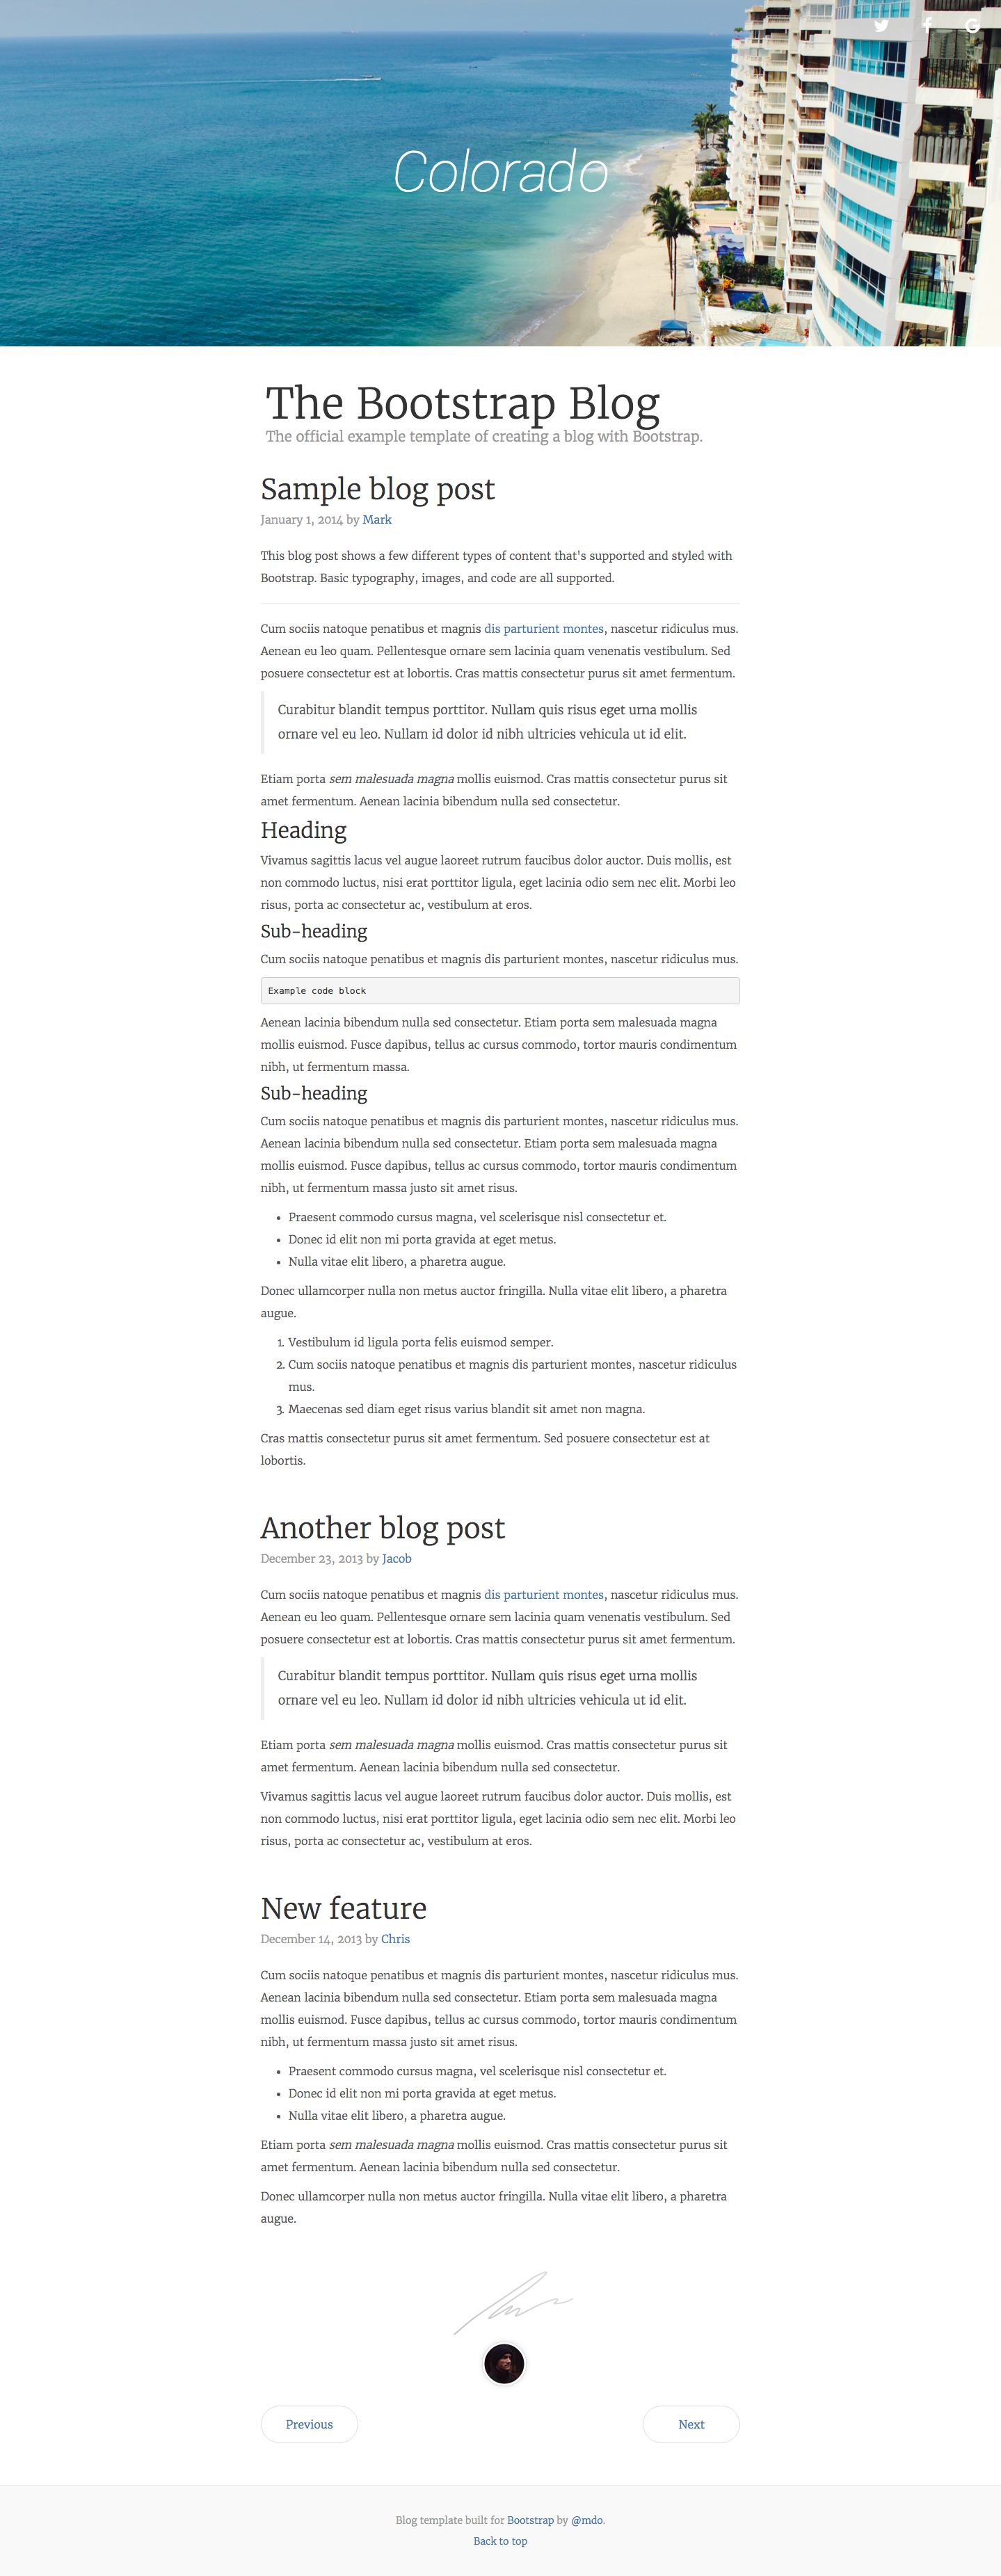 Colorado
The Bootstrap Blog
The official example template of creating a blog with Bootstrap.
Sample blog post
January 1, 2014 by Mark
This blog post shows a few different types of content that's supported and styled with
Bootstrap. Basic typography, images, and code are all supported.
Cum sociis natoque penatibus et magnis dis parturient montes, nascetur ridiculus mus.
Aenean eu leo quam. Pellentesque ornare sem lacinia quam venenatis vestibulum. Sed
posuere consectetur est at lobortis. Cras mattis consectetur purus sit amet fermentum.
Curabitur blandit tempus porttitor. Nullam quis risus eget urna mollis
ornare vel eu leo. Nullam id dolor id nibh ultricies vehicula ut id elit.
Etiam porta sem malesuada magna mollis euismod. Cras mattis consectetur purus sit
amet fermentum. Aenean lacinia bibendum nulla sed consectetur.
Heading
Vivamus sagittis lacus vel augue laoreet rutrum faucibus dolor auctor. Duis mollis, est
non commodo luctus, nisi erat porttitor ligula, eget lacinia odio sem nec elit. Morbi leo
risus, porta ac consectetur ac, vestibulum at eros.
Sub-heading
Cum sociis natoque penatibus et magnis dis parturient montes, nascetur ridiculus mus.
Example code block
Aenean lacinia bibendum nulla sed consectetur. Etiam porta sem malesuada magna
mollis euismod. Fusce dapibus, tellus ac cursus commodo, tortor mauris condimentum
nibh, ut fermentum massa.
Sub-heading
Cum sociis natoque penatibus et magnis dis parturient montes, nascetur ridiculus mus.
Aenean lacinia bibendum nulla sed consectetur. Etiam porta sem malesuada magna
mollis euismod. Fusce dapibus, tellus ac cursus commodo, tortor mauris condimentum
nibh, ut fermentum massa justo sit amet risus.
• Praesent commodo cursus magna, vel scelerisque nisl consectetur et.
• Donec id elit non mi porta gravida at eget metus.
• Nulla vitae elit libero, a pharetra augue.
Donec ullamcorper nulla non metus auctor fringilla. Nulla vitae elit libero, a pharetra
augue.
1. Vestibulum id ligula porta felis euismod semper.
2. Cum sociis natoque penatibus et magnis dis parturient montes, nascetur ridiculus
mus.
3. Maecenas sed diam eget risus varius blandit sit amet non magna.
Cras mattis consectetur purus sit amet fermentum. Sed posuere consectetur est at
lobortis.
Another blog post
December 23, 2013 by Jacob
Cum sociis natoque penatibus et magnis dis parturient montes, nascetur ridiculus mus.
Aenean eu leo quam. Pellentesque ornare sem lacinia quam venenatis vestibulum. Sed
posuere consectetur est at lobortis. Cras mattis consectetur purus sit amet fermentum.
Curabitur blandit tempus porttitor. Nullam quis risus eget urna mollis
ornare vel eu leo. Nullam id dolor id nibh ultricies vehicula ut id elit.
Etiam porta sem malesuada magna mollis euismod. Cras mattis consectetur purus sit
amet fermentum. Aenean lacinia bibendum nulla sed consectetur.
Vivamus sagittis lacus vel augue laoreet rutrum faucibus dolor auctor. Duis mollis, est
non commodo luctus, nisi erat porttitor ligula, eget lacinia odio sem nec elit. Morbi leo
risus, porta ac consectetur ac, vestibulum at eros.
New feature
December 14, 2013 by Chris
Cum sociis natoque penatibus et magnis dis parturient montes, nascetur ridiculus mus.
Aenean lacinia bibendum nulla sed consectetur. Etiam porta sem malesuada magna
mollis euismod. Fusce dapibus, tellus ac cursus commodo, tortor mauris condimentum
nibh, ut fermentum massa justo sit amet risus.
• Praesent commodo cursus magna, vel scelerisque nisl consectetur et.
• Donec id elit non mi porta gravida at eget metus.
• Nulla vitae elit libero, a pharetra augue.
Etiam porta sem malesuada magna mollis euismod. Cras mattis consectetur purus sit
amet fermentum. Aenean lacinia bibendum nulla sed consectetur.
Donec ullamcorper nulla non metus auctor fringilla. Nulla vitae elit libero, a pharetra
augue.
Previous
Next
Blog template built for Bootstrap by @mdo.
Back to top